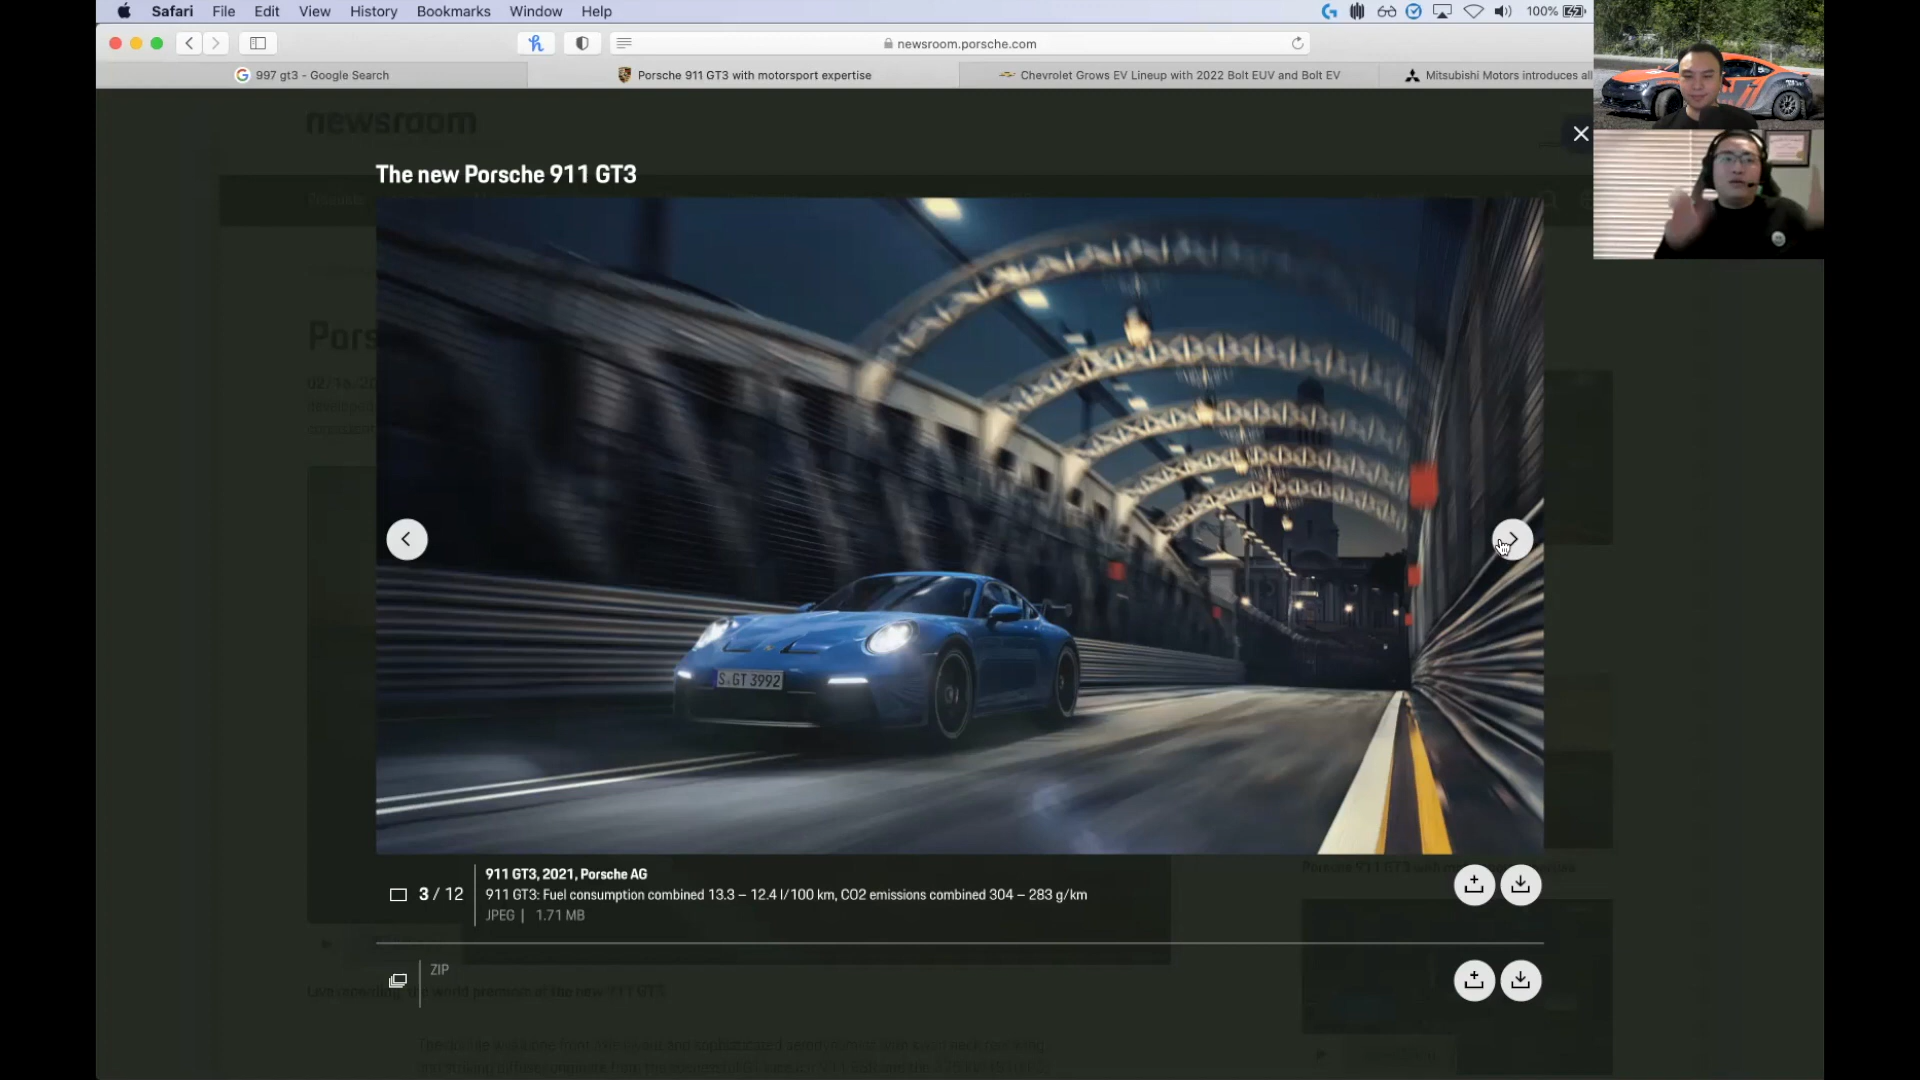 Safari File Edit View History Bookmarks Window Help 100%
newsroom.porsche.com
997 gt3 - Google Search
Porsche 911 GT3 with motorsport expertise
Chevrolet Grows EV Lineup with 2022 Bolt EUV and Bolt EV
Mitsubishi Motors introduces all
newsroom
The new Porsche 911 GT3
S GT 3992
911 GT3, 2021, Porsche AG
3 / 12
911 GT3: Fuel consumption combined 13.3 – 12.4 l/100 km, CO2 emissions combined 304 – 283 g/km
JPEG | 1.71 MB
ZIP